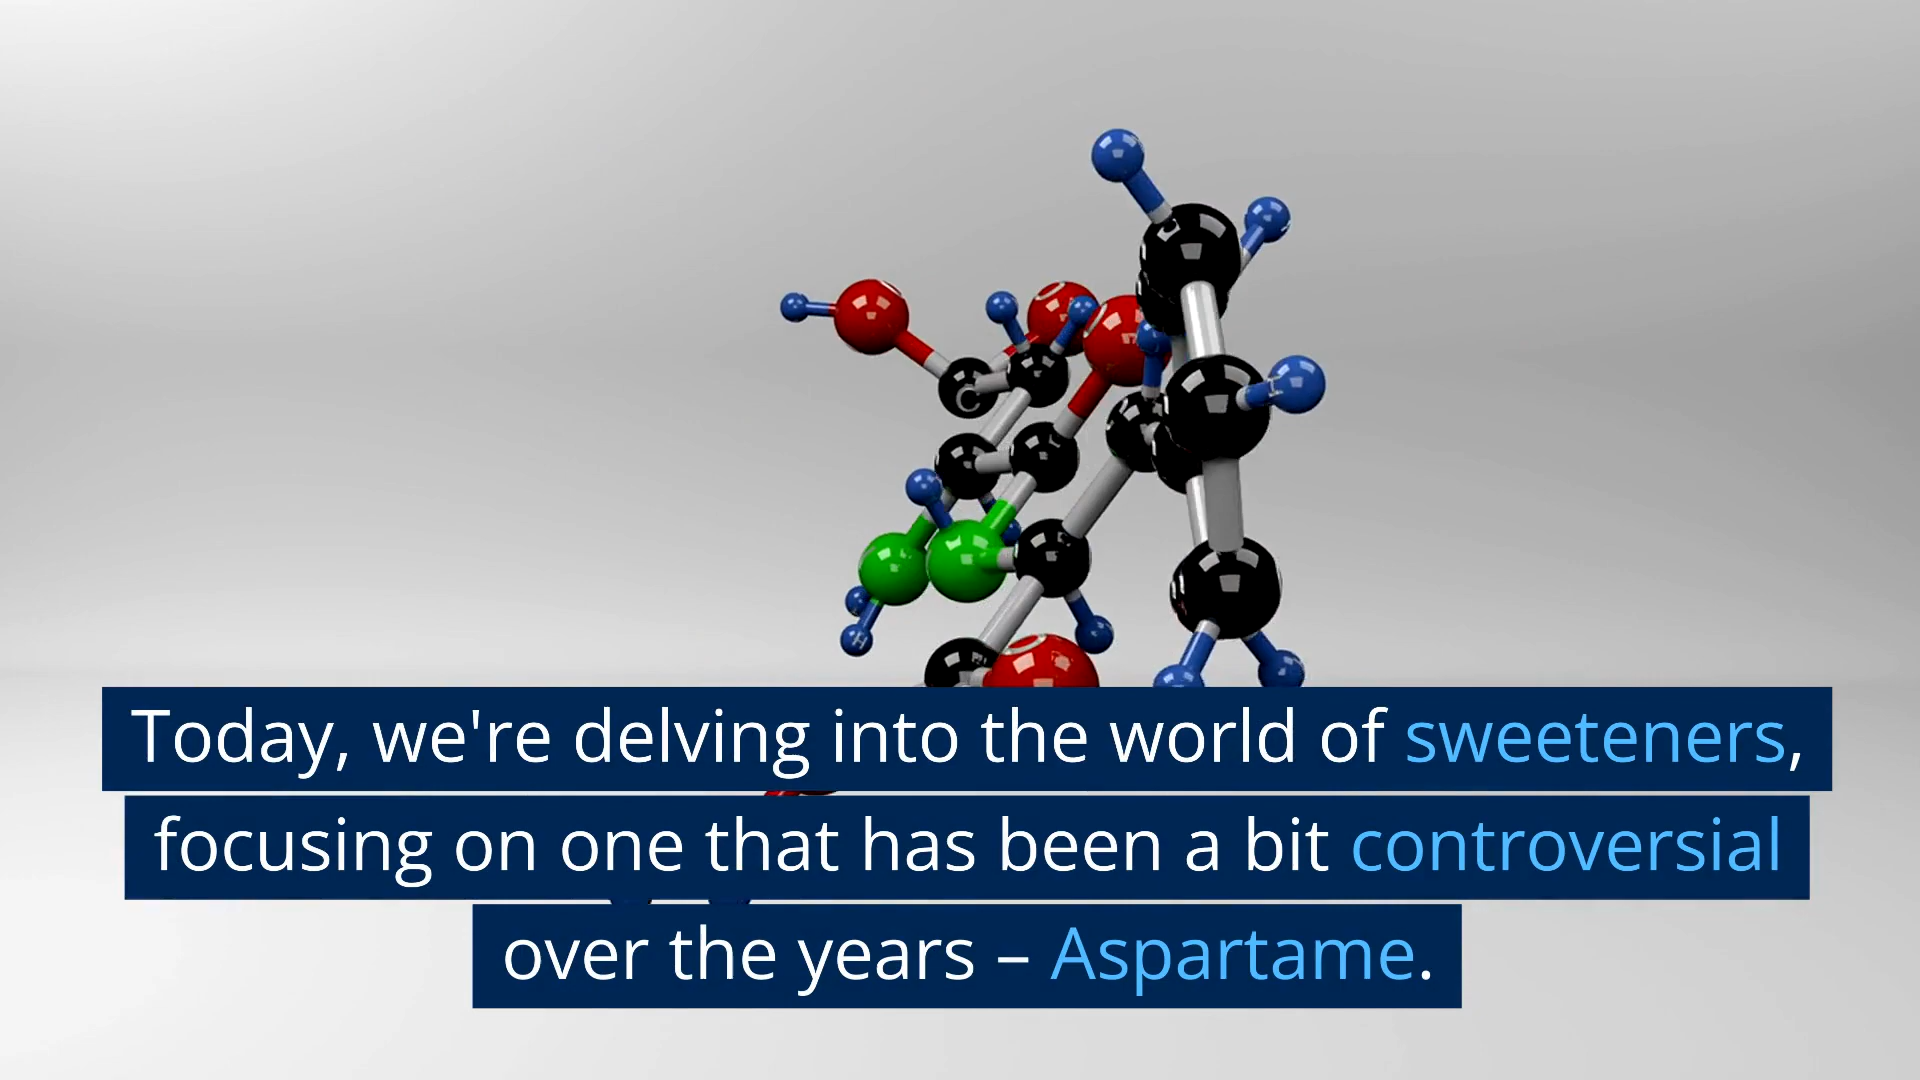 Today, we're delving into the world of sweeteners,
focusing on one that has been a bit controversial
over the years – Aspartame.
C
H
H